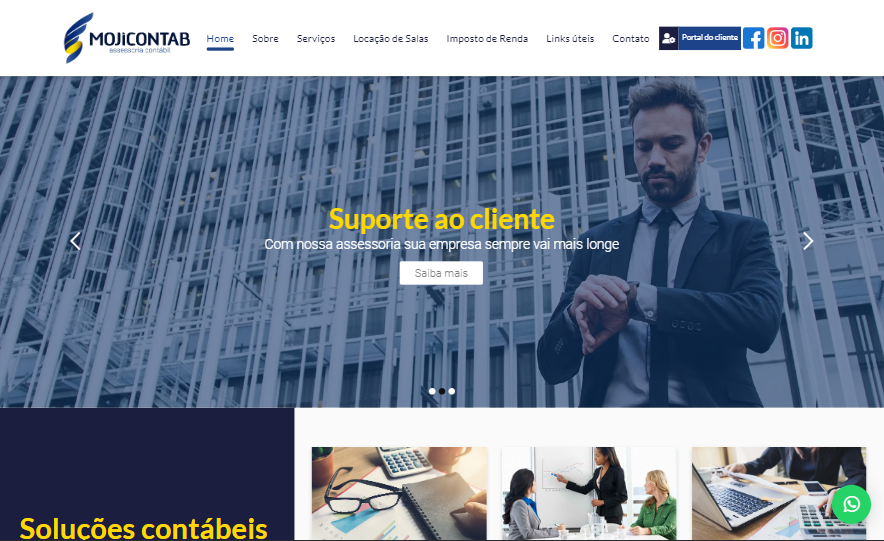 MOJICONTAB
assessoria contábil
Home
Sobre
Serviços
Locação de Salas
Imposto de Renda
Links úteis
Contato
Portal do cliente
Suporte ao cliente
Com nossa assessoria sua empresa sempre vai mais longe
Saiba mais
Soluções contábeis